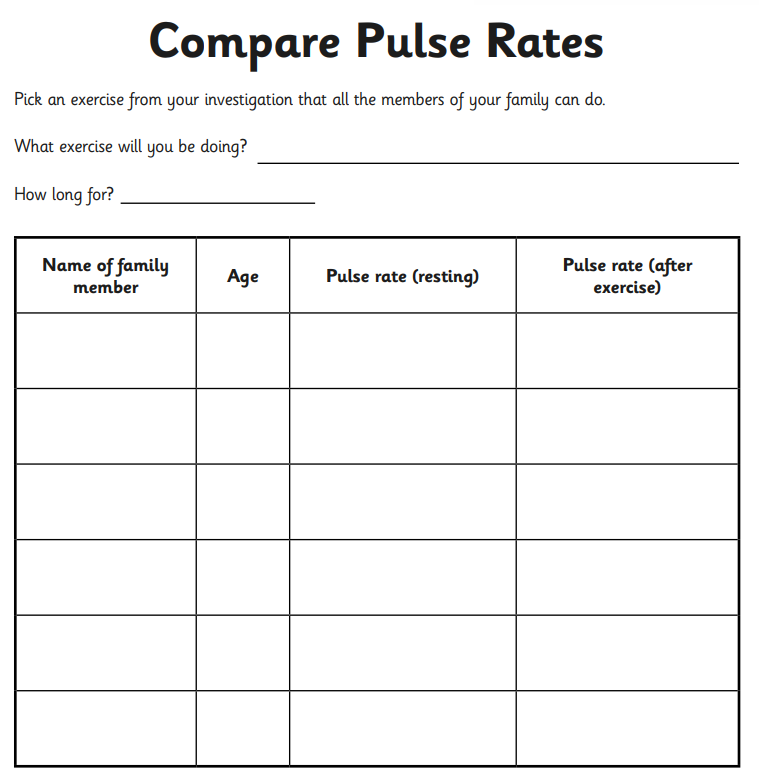 Compare Pulse Rates
Pick an exercise from your investigation that all the members of your family can do.
What exercise will you be doing?
How long for?
Name of family
member
Age
Pulse rate (resting)
Pulse rate (after
exercise)